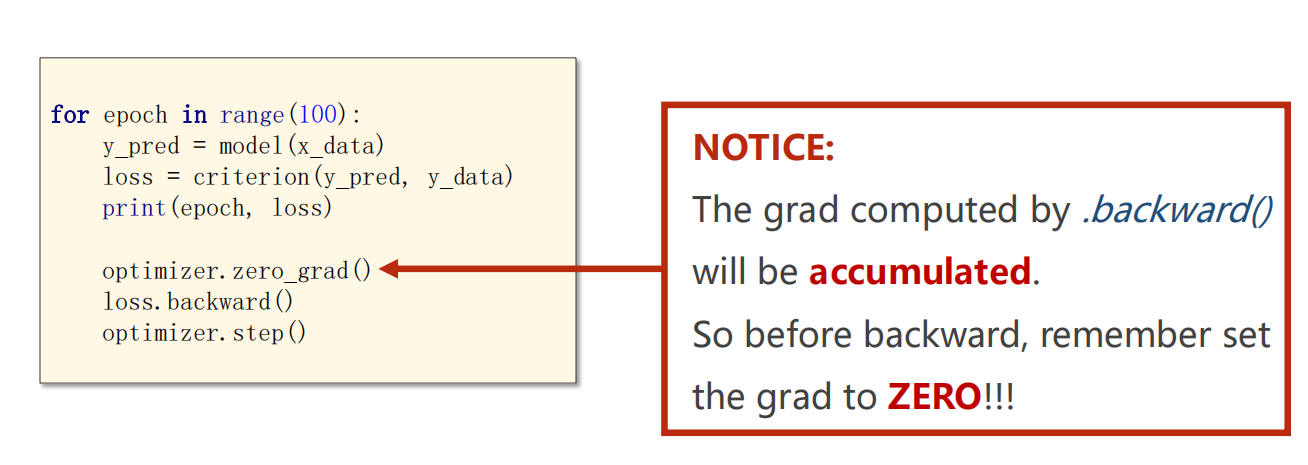 for epoch in range(100):
    y_pred = model(x_data)
    loss = criterion(y_pred, y_data)
    print(epoch, loss)
    optimizer.zero_grad()
    loss.backward()
    optimizer.step()
NOTICE:
The grad computed by .backward()
will be accumulated.
So before backward, remember set
the grad to ZERO!!!